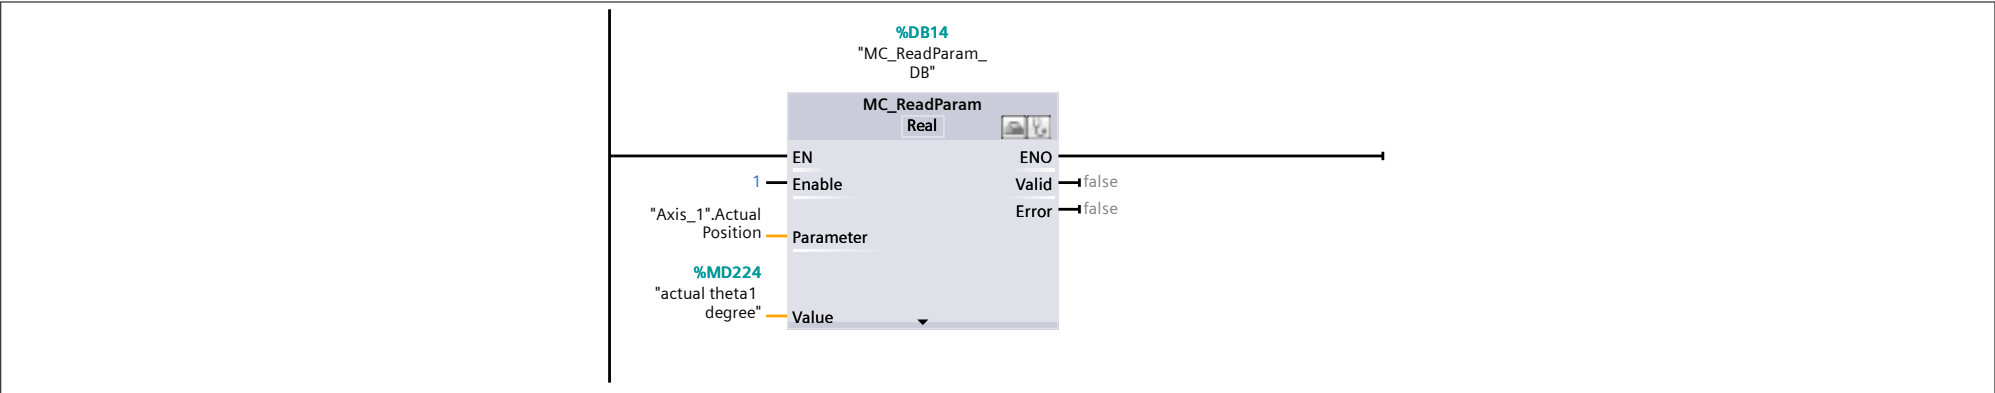 %DB14
"MC_ReadParam_
DB"
MC_ReadParam
Real
EN
ENO
1
Enable
Valid
false
Error
false
"Axis_1".Actual
Position
Parameter
%MD224
"actual theta1
degree"
Value